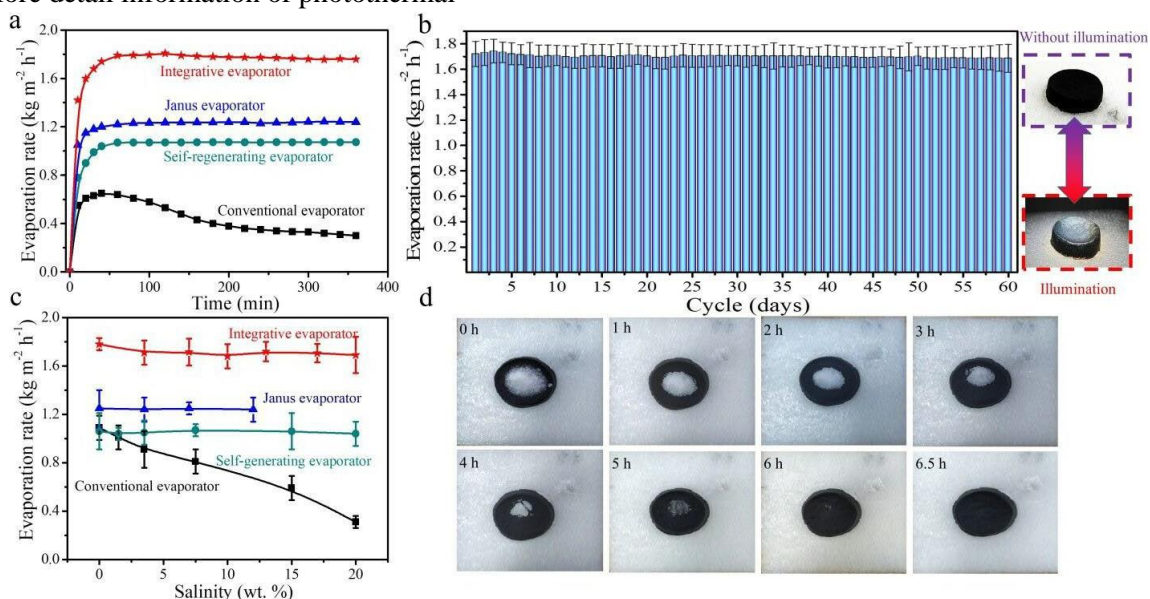 ore detail information of photothermal
a
2.0
1.6
1.2
0.8
0.4
0.0
Evaporation rate (kg m⁻² h⁻¹)
Integrative evaporator
Janus evaporator
Seif-regenerating evaporator
Conventional evaporator
0 100 200 300 400
Time (min)
b
1.8
1.6
1.4
1.2
1.0
0.8
0.6
0.4
0.2
Evaporation rate (kg m⁻² h⁻¹)
5 10 15 20 25 30 35 40 45 50 55 60
Cycle (days)
Without illumination
Illumination
c
2.0
1.6
1.2
0.8
0.4
0.0
Evaporation rate (kg m⁻² h⁻¹)
Integrative evaporator
Janus evaporator
Self-generating evaporator
Conventional evaporator
0 5 10 15 20
Salinity (wt. %)
d
0 h
1 h
2 h
3 h
4 h
5 h
6 h
6.5 h